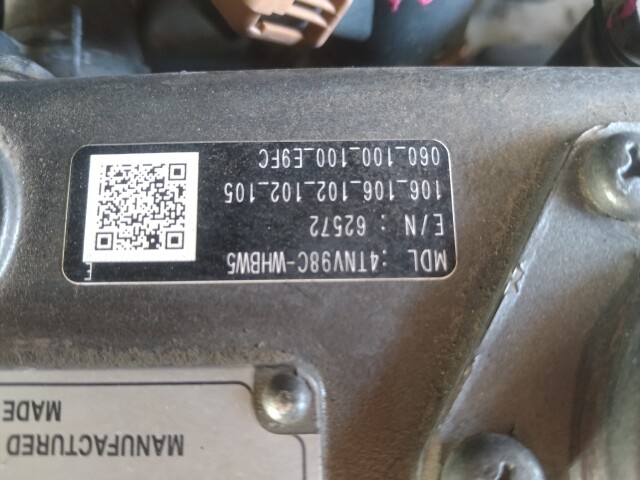 MDL :4TNV98C-WHBW5
E/N : 62572
106_106_102_102_105
060_100_100_E9FC
MANUFACTURED
MADE